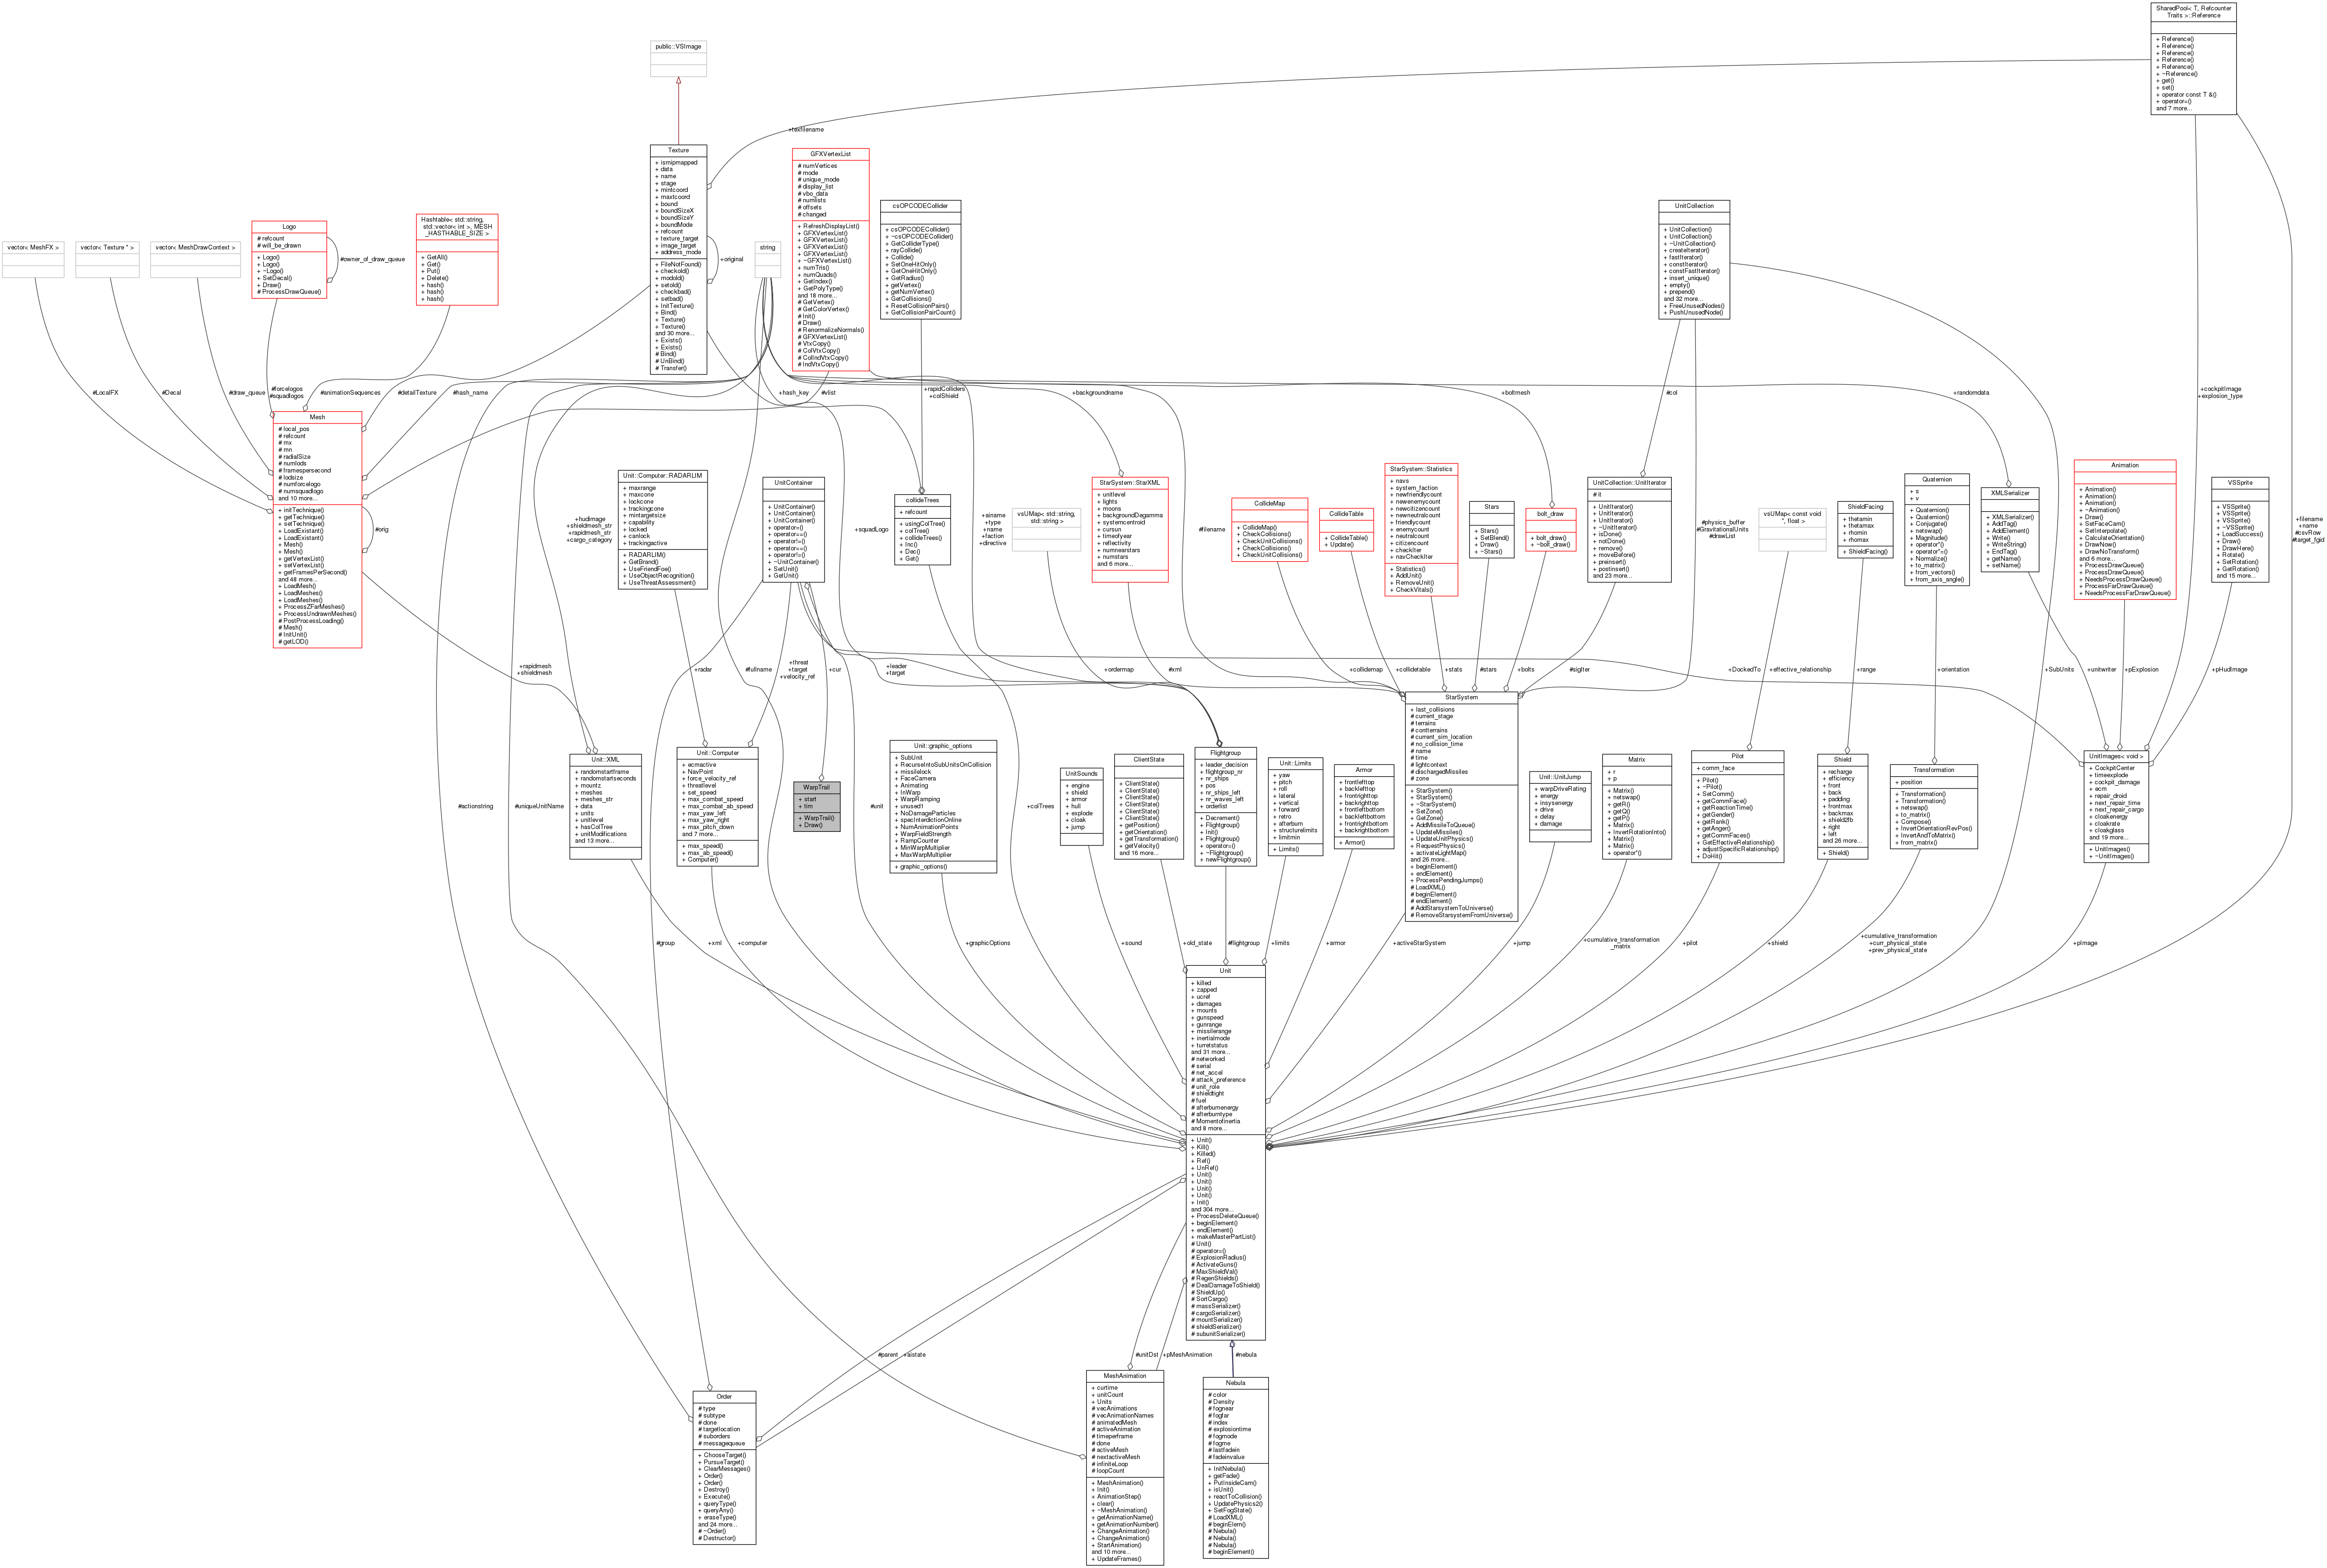 SharedPool< T, Refcounter
Traits >::Reference
+ Reference()
+ Reference()
+ Reference()
+ Reference()
+ Reference()
+ ~Reference()
+ get()
+ set()
+ operator const T &()
+ operator=()
and 7 more...
public::VSImage
+texfilename
Texture
+ ismipmapped
+ data
+ name
+ stage
+ mintcoord
+ maxtcoord
+ bound
+ boundSizeX
+ boundSizeY
+ boundMode
+ refcount
+ texture_target
+ image_target
+ address_mode
+ FileNotFound()
+ checkold()
+ modold()
+ setold()
+ checkbad()
+ setbad()
+ InitTexture()
+ Bind()
+ Texture()
+ Texture()
and 30 more...
+ Exists()
+ Exists()
# Bind()
# UnBind()
# Transfer()
+original
GFXVertexList
# numVertices
# mode
# unique_mode
# display_list
# vbo_data
# numlists
# offsets
# changed
+ RefreshDisplayList()
+ GFXVertexList()
+ GFXVertexList()
+ GFXVertexList()
+ GFXVertexList()
+ ~GFXVertexList()
+ numTris()
+ numQuads()
+ GetIndex()
+ GetPolyType()
and 18 more...
# GetVertex()
# GetColorVertex()
# Init()
# Draw()
# RenormalizeNormals()
# GFXVertexList()
# VtxCopy()
# ColVtxCopy()
# ColIndVtxCopy()
# IndVtxCopy()
csOPCODECollider
+ csOPCODECollider()
+ ~csOPCODECollider()
+ GetColliderType()
+ rayCollide()
+ Collide()
+ SetOneHitOnly()
+ GetOneHitOnly()
+ GetRadius()
+ getVertex()
+ getNumVertex()
+ GetCollisions()
+ ResetCollisionPairs()
+ GetCollisionPairCount()
UnitCollection
+ UnitCollection()
+ UnitCollection()
+ ~UnitCollection()
+ createIterator()
+ fastIterator()
+ constIterator()
+ constFastIterator()
+ insert_unique()
+ empty()
+ prepend()
and 32 more...
+ FreeUnusedNodes()
+ PushUnusedNode()
vector< MeshFX >
vector< Texture * >
vector< MeshDrawContext >
Logo
# refcount
# will_be_drawn
+ Logo()
+ Logo()
+ ~Logo()
+ SetDecal()
+ Draw()
# ProcessDrawQueue()
#owner_of_draw_queue
Hashtable< std::string,
std::vector< int >, MESH
_HASTHABLE_SIZE >
+ GetAll()
+ Get()
+ Put()
+ Delete()
+ hash()
+ hash()
+ hash()
string
#LocalFX
#Decal
#draw_queue
#forcelogos
#squadlogos
#animationSequences
#detailTexture
#hash_name
+hash_key
#vlist
+rapidColliders
+colShield
+backgroundname
+boltmesh
#col
+randomdata
+cockpitImage
+explosion_type
Mesh
# local_pos
# refcount
# mx
# mn
# radialSize
# numlods
# framespersecond
# lodsize
# numforcelogo
# numsquadlogo
and 10 more...
+ initTechnique()
+ getTechnique()
+ setTechnique()
+ LoadExistant()
+ LoadExistant()
+ Mesh()
+ Mesh()
+ getVertexList()
+ setVertexList()
+ getFramesPerSecond()
and 48 more...
+ LoadMesh()
+ LoadMeshes()
+ LoadMeshes()
+ ProcessZFarMeshes()
+ ProcessUndrawnMeshes()
# PostProcessLoading()
# Mesh()
# InitUnit()
# getLOD()
#orig
+hudimage
+shieldmesh_str
+rapidmesh_str
+cargo_category
Unit::Computer::RADARLIM
+ maxrange
+ maxcone
+ lockcone
+ trackingcone
+ mintargetsize
+ capability
+ locked
+ canlock
+ trackingactive
+ RADARLIM()
+ GetBrand()
+ UseFriendFoe()
+ UseObjectRecognition()
+ UseThreatAssessment()
UnitContainer
+ UnitContainer()
+ UnitContainer()
+ UnitContainer()
+ operator=()
+ operator==()
+ operator!=()
+ operator==()
+ operator!=()
+ ~UnitContainer()
+ SetUnit()
+ GetUnit()
+squadLogo
collideTrees
+ refcount
+ usingColTree()
+ colTree()
+ collideTrees()
+ Inc()
+ Dec()
+ Get()
+ainame
+type
+name
+faction
+directive
vsUMap< std::string,
std::string >
StarSystem::StarXML
+ unitlevel
+ lights
+ moons
+ backgroundDegamma
+ systemcentroid
+ cursun
+ timeofyear
+ reflectivity
+ numnearstars
+ numstars
and 6 more...
#filename
CollideMap
+ CollideMap()
+ CheckCollisions()
+ CheckUnitCollisions()
+ CheckCollisions()
+ CheckUnitCollisions()
CollideTable
+ CollideTable()
+ Update()
StarSystem::Statistics
+ navs
+ system_faction
+ newfriendlycount
+ newenemycount
+ newcitizencount
+ newneutralcount
+ friendlycount
+ enemycount
+ neutralcount
+ citizencount
+ checkIter
+ navCheckIter
+ Statistics()
+ AddUnit()
+ RemoveUnit()
+ CheckVitals()
Stars
+ Stars()
+ SetBlend()
+ Draw()
+ ~Stars()
bolt_draw
+ bolt_draw()
+ ~bolt_draw()
UnitCollection::UnitIterator
# it
+ UnitIterator()
+ UnitIterator()
+ UnitIterator()
+ ~UnitIterator()
+ isDone()
+ notDone()
+ remove()
+ moveBefore()
+ preinsert()
+ postinsert()
and 23 more...
#physics_buffer
#GravitationalUnits
#drawList
vsUMap< const void
*, float >
ShieldFacing
+ thetamin
+ thetamax
+ rhomin
+ rhomax
+ ShieldFacing()
Quaternion
+ s
+ v
+ Quaternion()
+ Quaternion()
+ Conjugate()
+ netswap()
+ Magnitude()
+ operator*()
+ operator*=()
+ Normalize()
+ to_matrix()
+ from_vectors()
+ from_axis_angle()
XMLSerializer
+ XMLSerializer()
+ AddTag()
+ AddElement()
+ Write()
+ WriteString()
+ EndTag()
+ getName()
+ setName()
Animation
+ Animation()
+ Animation()
+ Animation()
+ ~Animation()
+ Draw()
+ SetFaceCam()
+ SetInterpolate()
+ CalculateOrientation()
+ DrawNow()
+ DrawNoTransform()
and 6 more...
+ ProcessDrawQueue()
+ ProcessDrawQueue()
+ NeedsProcessDrawQueue()
+ ProcessFarDrawQueue()
+ NeedsProcessFarDrawQueue()
VSSprite
+ VSSprite()
+ VSSprite()
+ VSSprite()
+ ~VSSprite()
+ LoadSuccess()
+ Draw()
+ DrawHere()
+ Rotate()
+ SetRotation()
+ GetRotation()
and 15 more...
+filename
+name
#csvRow
#target_fgid
+rapidmesh
+shieldmesh
+radar
#fullname
+threat
+target
+velocity_ref
+cur
+leader
+target
+ordermap
#xml
+collidemap
+collidetable
+stats
#stars
+bolts
#sigIter
+DockedTo
+effective_relationship
+range
+orientation
+unitwriter
+pExplosion
+pHudImage
+SubUnits
StarSystem
+ last_collisions
# current_stage
# terrains
# contterrains
# current_sim_location
# no_collision_time
# name
# time
# lightcontext
# dischargedMissiles
# zone
+ StarSystem()
+ StarSystem()
+ ~StarSystem()
+ SetZone()
+ GetZone()
+ AddMissileToQueue()
+ UpdateMissiles()
+ UpdateUnitPhysics()
+ RequestPhysics()
+ activateLightMap()
and 26 more...
+ beginElement()
+ endElement()
+ ProcessPendingJumps()
# LoadXML()
# beginElement()
# endElement()
# AddStarsystemToUniverse()
# RemoveStarsystemFromUniverse()
#actionstring
#uniqueUnitName
Unit::XML
+ randomstartframe
+ randomstartseconds
+ mountz
+ meshes
+ meshes_str
+ data
+ units
+ unitlevel
+ hasColTree
+ unitModifications
and 13 more...
Unit::Computer
+ ecmactive
+ NavPoint
+ force_velocity_ref
+ threatlevel
+ set_speed
+ max_combat_speed
+ max_combat_ab_speed
+ max_yaw_left
+ max_yaw_right
+ max_pitch_down
and 7 more...
+ max_speed()
+ max_ab_speed()
+ Computer()
WarpTrail
+ start
+ tim
+ WarpTrail()
+ Draw()
#unit
Unit::graphic_options
+ SubUnit
+ RecurseIntoSubUnitsOnCollision
+ missilelock
+ FaceCamera
+ Animating
+ InWarp
+ WarpRamping
+ unused1
+ NoDamageParticles
+ specInterdictionOnline
+ NumAnimationPoints
+ WarpFieldStrength
+ RampCounter
+ MinWarpMultiplier
+ MaxWarpMultiplier
+ graphic_options()
+colTrees
UnitSounds
+ engine
+ shield
+ armor
+ hull
+ explode
+ cloak
+ jump
ClientState
+ ClientState()
+ ClientState()
+ ClientState()
+ ClientState()
+ ClientState()
+ ClientState()
+ getPosition()
+ getOrientation()
+ getTransformation()
+ getVelocity()
and 16 more...
Flightgroup
+ leader_decision
+ flightgroup_nr
+ nr_ships
+ pos
+ nr_ships_left
+ nr_waves_left
+ orderlist
+ Decrement()
+ Flightgroup()
+ Init()
+ Flightgroup()
+ operator=()
+ ~Flightgroup()
+ newFlightgroup()
Unit::Limits
+ yaw
+ pitch
+ roll
+ lateral
+ vertical
+ forward
+ retro
+ afterburn
+ structurelimits
+ limitmin
+ Limits()
Armor
+ frontlefttop
+ backlefttop
+ frontrighttop
+ backrighttop
+ frontleftbottom
+ backleftbottom
+ frontrightbottom
+ backrightbottom
+ Armor()
Unit::UnitJump
+ warpDriveRating
+ energy
+ insysenergy
+ drive
+ delay
+ damage
Matrix
+ r
+ p
+ Matrix()
+ netswap()
+ getR()
+ getQ()
+ getP()
+ Matrix()
+ InvertRotationInto()
+ Matrix()
+ Matrix()
+ operator*()
Pilot
+ comm_face
+ Pilot()
+ ~Pilot()
+ SetComm()
+ getCommFace()
+ getReactionTime()
+ getGender()
+ getRank()
+ getAnger()
+ getCommFaces()
+ GetEffectiveRelationship()
+ adjustSpecificRelationship()
+ DoHit()
Shield
+ recharge
+ efficiency
+ front
+ back
+ padding
+ frontmax
+ backmax
+ shield2fb
+ right
+ left
and 26 more...
+ Shield()
Transformation
+ position
+ Transformation()
+ Transformation()
+ netswap()
+ to_matrix()
+ Compose()
+ InvertOrientationRevPos()
+ InvertAndToMatrix()
+ from_matrix()
UnitImages< void >
+ CockpitCenter
+ timeexplode
+ cockpit_damage
+ ecm
+ repair_droid
+ next_repair_time
+ next_repair_cargo
+ cloakenergy
+ cloakrate
+ cloakglass
and 19 more...
+ UnitImages()
+ ~UnitImages()
#group
+xml
+computer
+graphicOptions
+sound
+old_state
#flightgroup
+limits
+armor
+activeStarSystem
+jump
+cumulative_transformation
_matrix
+pilot
+shield
+cumulative_transformation
+curr_physical_state
+prev_physical_state
+pImage
Unit
+ killed
+ zapped
+ ucref
+ damages
+ mounts
+ gunspeed
+ gunrange
+ missilerange
+ inertialmode
+ turretstatus
and 31 more...
# networked
# serial
# net_accel
# attack_preference
# unit_role
# shieldtight
# fuel
# afterburnenergy
# afterburntype
# Momentofinertia
and 8 more...
+ Unit()
+ Kill()
+ Killed()
+ Ref()
+ UnRef()
+ Unit()
+ Unit()
+ Unit()
+ Unit()
+ Init()
and 304 more...
+ ProcessDeleteQueue()
+ beginElement()
+ endElement()
+ makeMasterPartList()
# Unit()
# operator=()
# ExplosionRadius()
# ActivateGuns()
# MaxShieldVal()
# RegenShields()
# DealDamageToShield()
# ShieldUp()
# SortCargo()
# massSerializer()
# cargoSerializer()
# mountSerializer()
# shieldSerializer()
# subunitSerializer()
#parent
+aistate
#unitDst
+pMeshAnimation
#nebula
Order
# type
# subtype
# done
# targetlocation
# suborders
# messagequeue
+ ChooseTarget()
+ PursueTarget()
+ ClearMessages()
+ Order()
+ Order()
+ Destroy()
+ Execute()
+ queryType()
+ queryAny()
+ eraseType()
and 24 more...
# ~Order()
# Destructor()
MeshAnimation
+ curtime
+ unitCount
+ Units
# vecAnimations
# vecAnimationNames
# animatedMesh
# activeAnimation
# timeperframe
# done
# activeMesh
# nextactiveMesh
# infiniteLoop
# loopCount
+ MeshAnimation()
+ Init()
+ AnimationStep()
+ clear()
+ ~MeshAnimation()
+ getAnimationName()
+ getAnimationNumber()
+ ChangeAnimation()
+ ChangeAnimation()
+ StartAnimation()
and 10 more...
+ UpdateFrames()
Nebula
# color
# Density
# fognear
# fogfar
# index
# explosiontime
# fogmode
# fogme
# lastfadein
# fadeinvalue
+ InitNebula()
+ getFade()
+ PutInsideCam()
+ isUnit()
+ reactToCollision()
+ UpdatePhysics2()
+ SetFogState()
# LoadXML()
# beginElem()
# Nebula()
# Nebula()
# Nebula()
# beginElement()